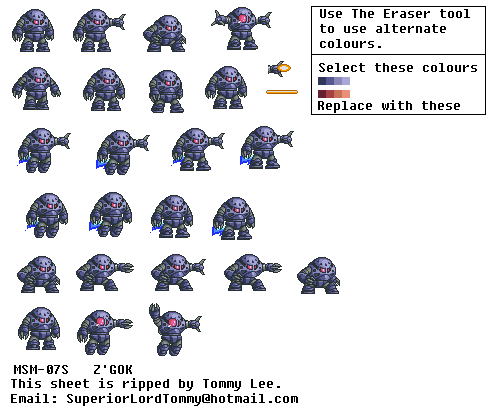 Use The Eraser tool
to use alternate
colours.
Select these colours
Replace with these
MSM-07S Z'GOK
This sheet is ripped by Tommy Lee.
Email: SuperiorLordTommy@hotmail.com